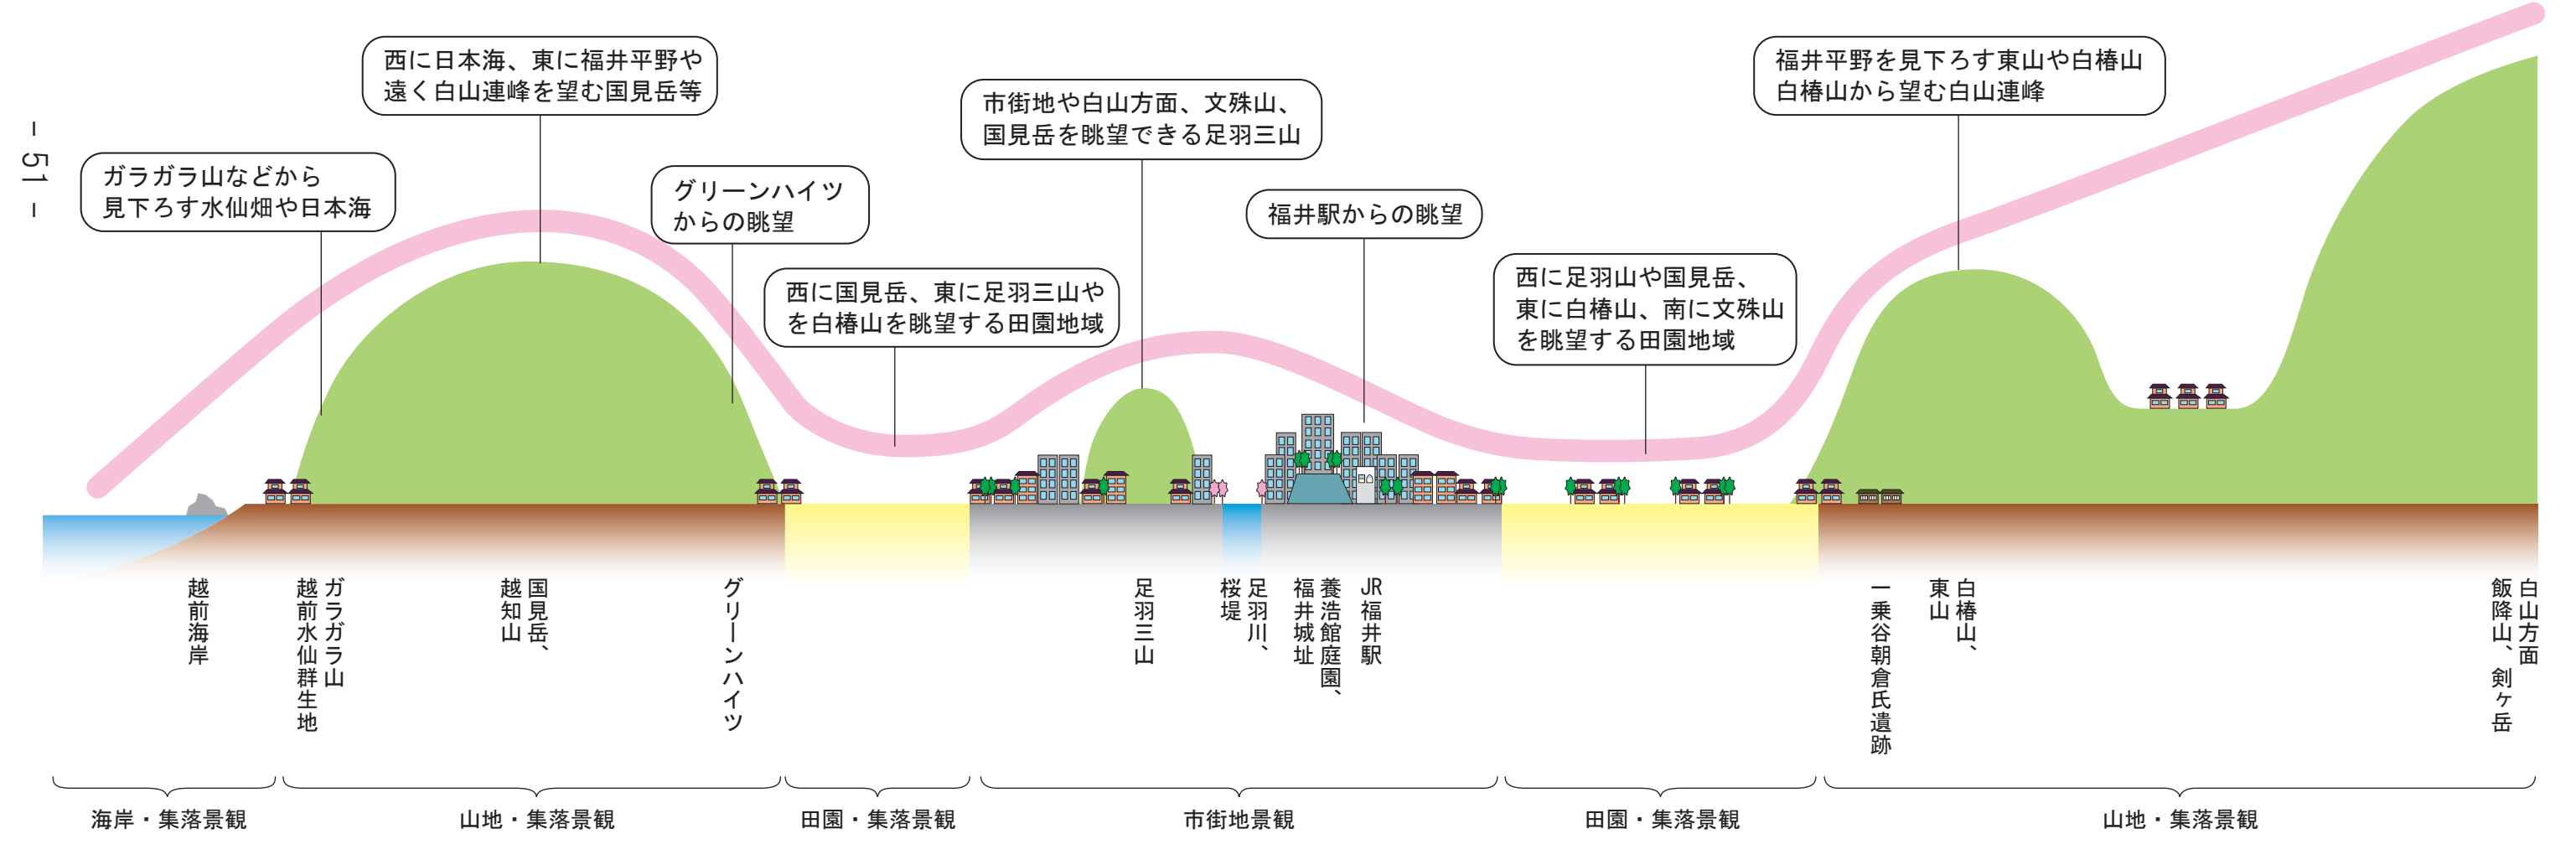 - 51 -
西に日本海、東に福井平野や
遠く白山連峰を望む国見岳等
ガラガラ山などから
見下ろす水仙畑や日本海
グリーンハイツ
からの眺望
西に国見岳、東に足羽三山や
を白椿山を眺望する田園地域
市街地や白山方面、文殊山、
国見岳を眺望できる足羽三山
福井駅からの眺望
西に足羽山や国見岳、
東に白椿山、南に文殊山
を眺望する田園地域
福井平野を見下ろす東山や白椿山
白椿山から望む白山連峰
越前海岸
ガラガラ山
越前水仙群生地
国見岳、
越知山
グリーンハイツ
足羽三山
足羽川、
桜堤
養浩館庭園、
福井城址
JR福井駅
一乗谷朝倉氏遺跡
白椿山、
東山
白山方面
飯降山、剣ヶ岳
海岸・集落景観
山地・集落景観
田園・集落景観
市街地景観
田園・集落景観
山地・集落景観